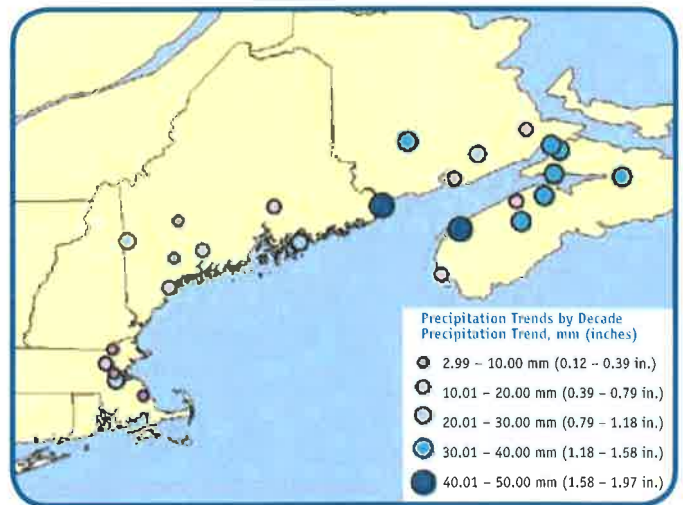 Precipitation Trends by Decade
Precipitation Trend, mm (inches)
2.99 – 10.00 mm (0.12 – 0.39 in.)
10.01 – 20.00 mm (0.39 – 0.79 in.)
20.01 – 30.00 mm (0.79 – 1.18 in.)
30.01 – 40.00 mm (1.18 – 1.58 in.)
40.01 – 50.00 mm (1.58 – 1.97 in.)